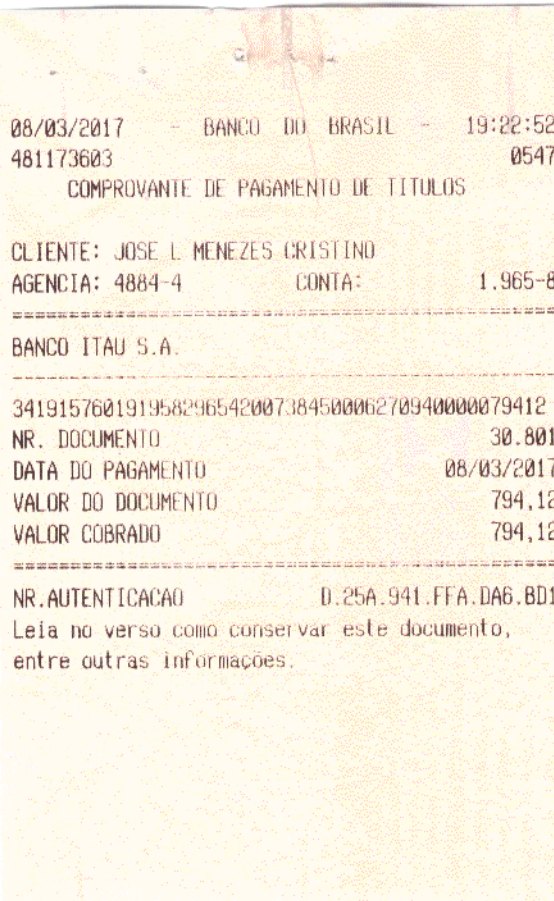 08/03/2017 - BANCO DO BRASIL - 19:22:52
481173603 0547
COMPROVANTE DE PAGAMENTO DE TITULOS
CLIENTE: JOSE L MENEZES CRISTINO
AGENCIA: 4884-4 CONTA: 1.965-8
================================================
BANCO ITAU S.A.
------------------------------------------------
34191576019195829654200738450006270940000079412
NR. DOCUMENTO 30.801
DATA DO PAGAMENTO 08/03/2017
VALOR DO DOCUMENTO 794,12
VALOR COBRADO 794,12
================================================
NR.AUTENTICACAO D.25A.941.FFA.DA6.BD1
Leia no verso como conservar este documento,
entre outras informações.